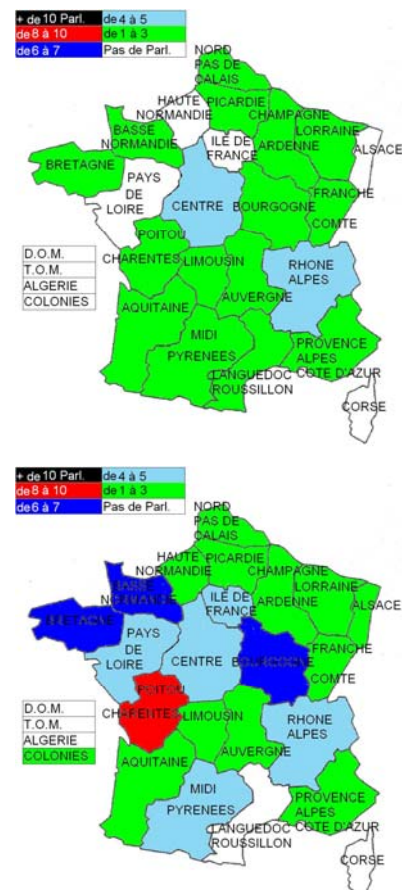 + de 10 Parl. de 4 à 5
de 8 à 10 de 1 à 3
de 6 à 7 Pas de Parl.
NORD
PAS DE
CALAIS
HAUTE
NORMANDIE
PICARDIE
CHAMPAGNE
ARDENNE
LORRAINE
ALSACE
BASSE
NORMANDIE
ILE DE
FRANCE
BRETAGNE
PAYS
DE
LOIRE
CENTRE
BOURGOGNE
FRANCHE
COMTE
POITOU
CHARENTES
LIMOUSIN
AUVERGNE
RHONE
ALPES
D.O.M.
T.O.M.
ALGERIE
COLONIES
AQUITAINE
MIDI
PYRENEES
LANGUEDOC
ROUSSILLON
PROVENCE
ALPES
COTE D'AZUR
CORSE
+ de 10 Parl. de 4 à 5
de 8 à 10 de 1 à 3
de 6 à 7 Pas de Parl.
NORD
PAS DE
CALAIS
HAUTE
NORMANDIE
PICARDIE
CHAMPAGNE
ARDENNE
LORRAINE
ALSACE
BASSE
NORMANDIE
ILE DE
FRANCE
BRETAGNE
PAYS
DE
LOIRE
CENTRE
BOURGOGNE
FRANCHE
COMTE
POITOU
CHARENTES
LIMOUSIN
AUVERGNE
RHONE
ALPES
D.O.M.
T.O.M.
ALGERIE
COLONIES
AQUITAINE
MIDI
PYRENEES
LANGUEDOC
ROUSSILLON
PROVENCE
ALPES
COTE D'AZUR
CORSE